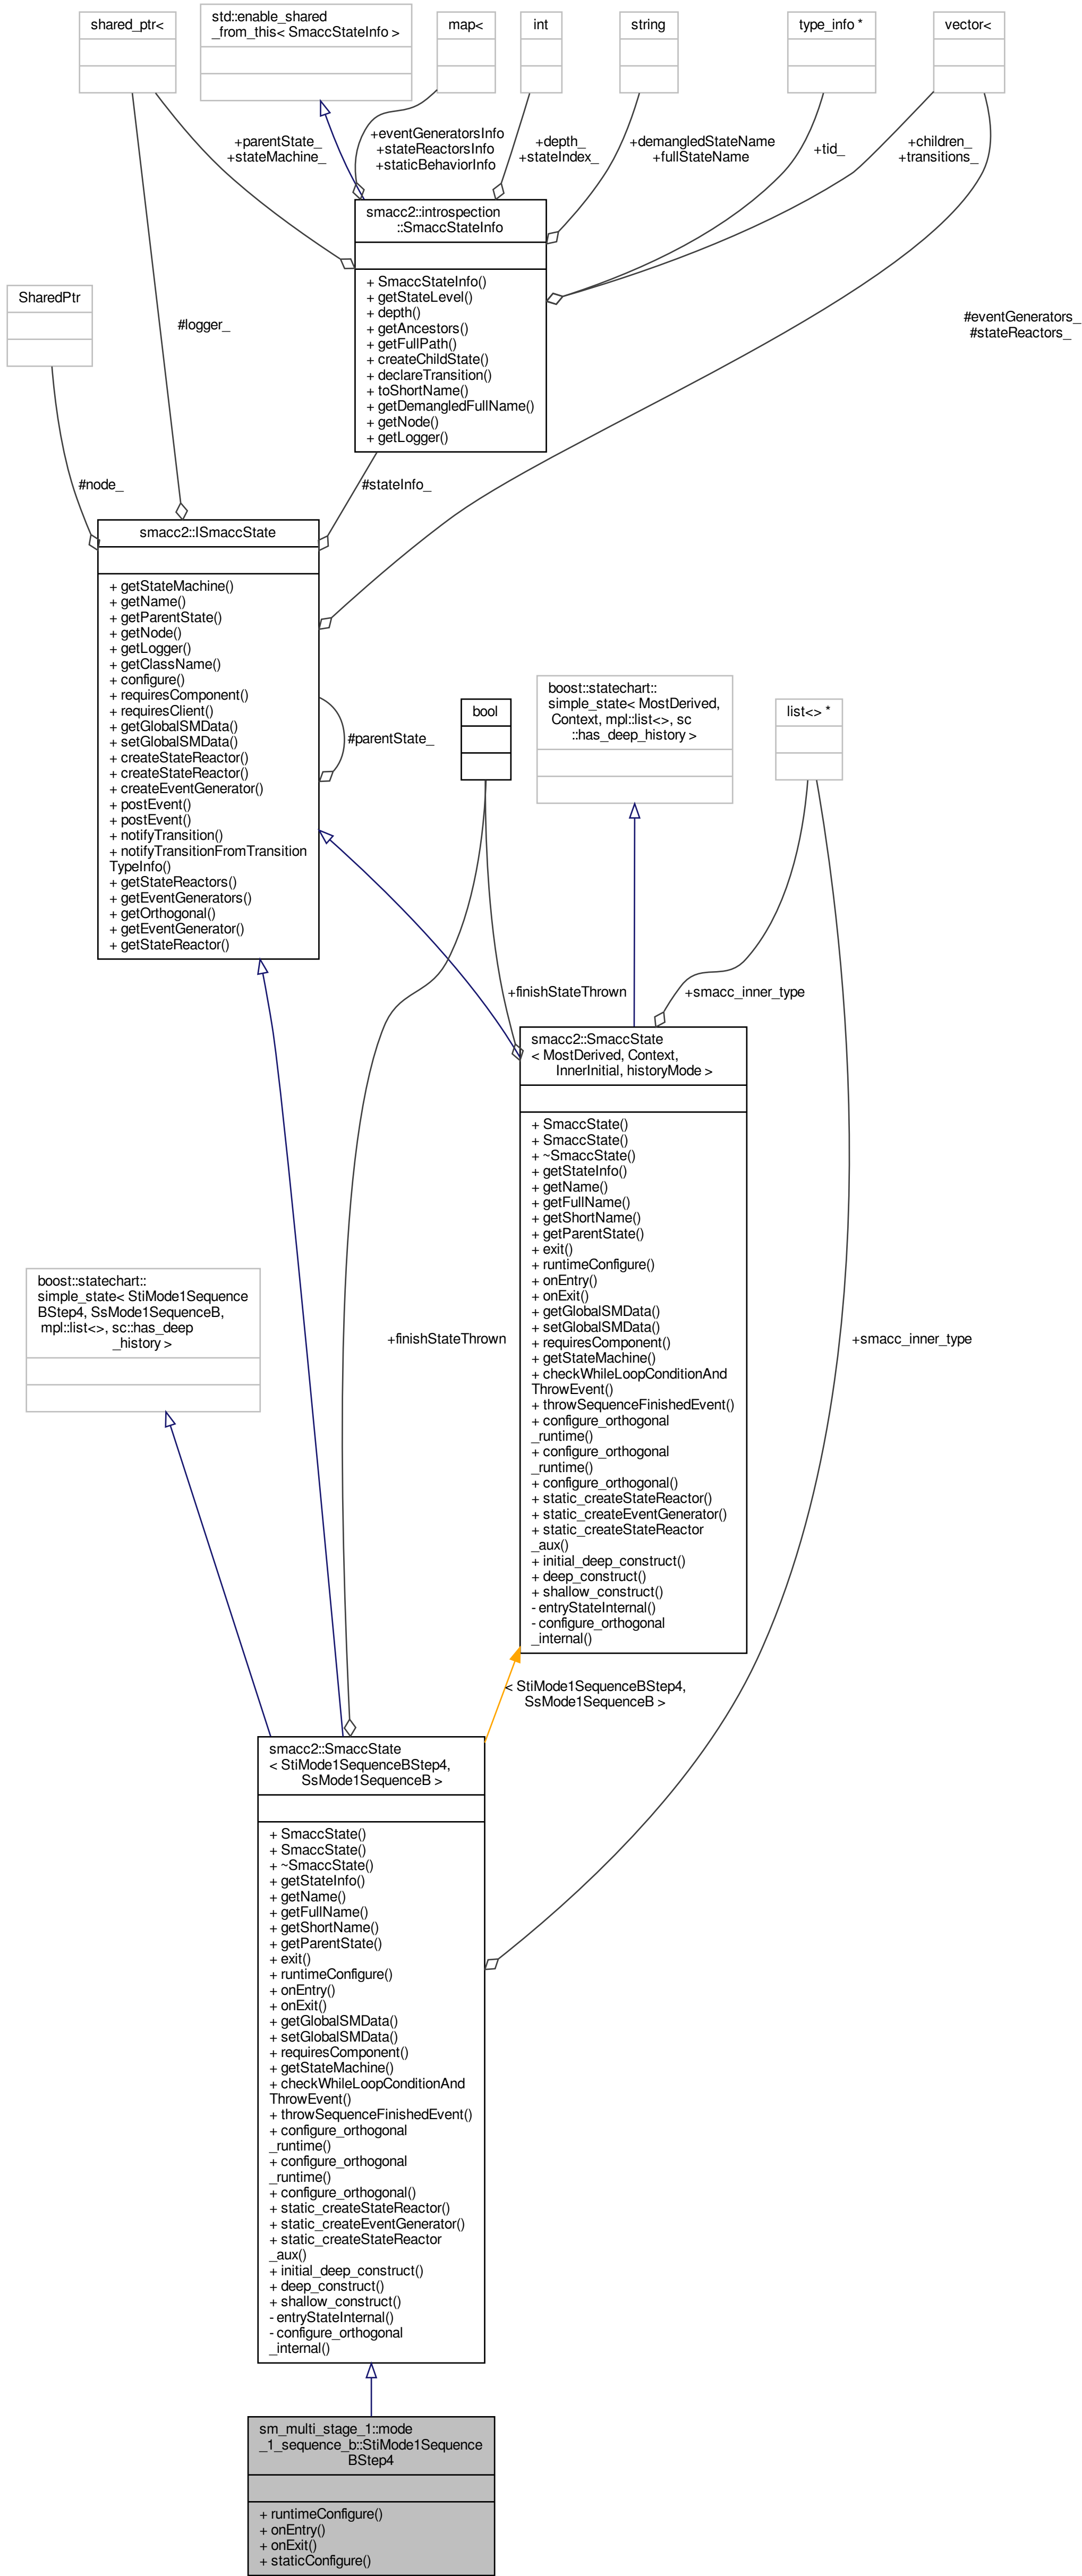 shared_ptr<
std::enable_shared
_from_this< SmaccStateInfo >
map<
int
string
type_info *
vector<
+parentState_
+stateMachine_
+eventGeneratorsInfo
+stateReactorsInfo
+staticBehaviorInfo
+depth_
+stateIndex_
+demangledStateName
+fullStateName
+tid_
+children_
+transitions_
smacc2::introspection
::SmaccStateInfo
+ SmaccStateInfo()
+ getStateLevel()
+ depth()
+ getAncestors()
+ getFullPath()
+ createChildState()
+ declareTransition()
+ toShortName()
+ getDemangledFullName()
+ getNode()
+ getLogger()
SharedPtr
#logger_
#eventGenerators_
#stateReactors_
#node_
#stateInfo_
smacc2::ISmaccState
+ getStateMachine()
+ getName()
+ getParentState()
+ getNode()
+ getLogger()
+ getClassName()
+ configure()
+ requiresComponent()
+ requiresClient()
+ getGlobalSMData()
+ setGlobalSMData()
+ createStateReactor()
+ createStateReactor()
+ createEventGenerator()
+ postEvent()
+ postEvent()
+ notifyTransition()
+ notifyTransitionFromTransition
TypeInfo()
+ getStateReactors()
+ getEventGenerators()
+ getOrthogonal()
+ getEventGenerator()
+ getStateReactor()
#parentState_
bool
boost::statechart::
simple_state< MostDerived,
Context, mpl::list<>, sc
::has_deep_history >
list<> *
+finishStateThrown
+smacc_inner_type
smacc2::SmaccState
< MostDerived, Context,
InnerInitial, historyMode >
+ SmaccState()
+ SmaccState()
+ ~SmaccState()
+ getStateInfo()
+ getName()
+ getFullName()
+ getShortName()
+ getParentState()
+ exit()
+ runtimeConfigure()
+ onEntry()
+ onExit()
+ getGlobalSMData()
+ setGlobalSMData()
+ requiresComponent()
+ getStateMachine()
+ checkWhileLoopConditionAnd
ThrowEvent()
+ throwSequenceFinishedEvent()
+ configure_orthogonal
_runtime()
+ configure_orthogonal
_runtime()
+ configure_orthogonal()
+ static_createStateReactor()
+ static_createEventGenerator()
+ static_createStateReactor
_aux()
+ initial_deep_construct()
+ deep_construct()
+ shallow_construct()
- entryStateInternal()
- configure_orthogonal
_internal()
boost::statechart::
simple_state< StiMode1Sequence
BStep4, SsMode1SequenceB,
mpl::list<>, sc::has_deep
_history >
+finishStateThrown
+smacc_inner_type
< StiMode1SequenceBStep4,
SsMode1SequenceB >
smacc2::SmaccState
< StiMode1SequenceBStep4,
SsMode1SequenceB >
+ SmaccState()
+ SmaccState()
+ ~SmaccState()
+ getStateInfo()
+ getName()
+ getFullName()
+ getShortName()
+ getParentState()
+ exit()
+ runtimeConfigure()
+ onEntry()
+ onExit()
+ getGlobalSMData()
+ setGlobalSMData()
+ requiresComponent()
+ getStateMachine()
+ checkWhileLoopConditionAnd
ThrowEvent()
+ throwSequenceFinishedEvent()
+ configure_orthogonal
_runtime()
+ configure_orthogonal
_runtime()
+ configure_orthogonal()
+ static_createStateReactor()
+ static_createEventGenerator()
+ static_createStateReactor
_aux()
+ initial_deep_construct()
+ deep_construct()
+ shallow_construct()
- entryStateInternal()
- configure_orthogonal
_internal()
sm_multi_stage_1::mode
_1_sequence_b::StiMode1Sequence
BStep4
+ runtimeConfigure()
+ onEntry()
+ onExit()
+ staticConfigure()